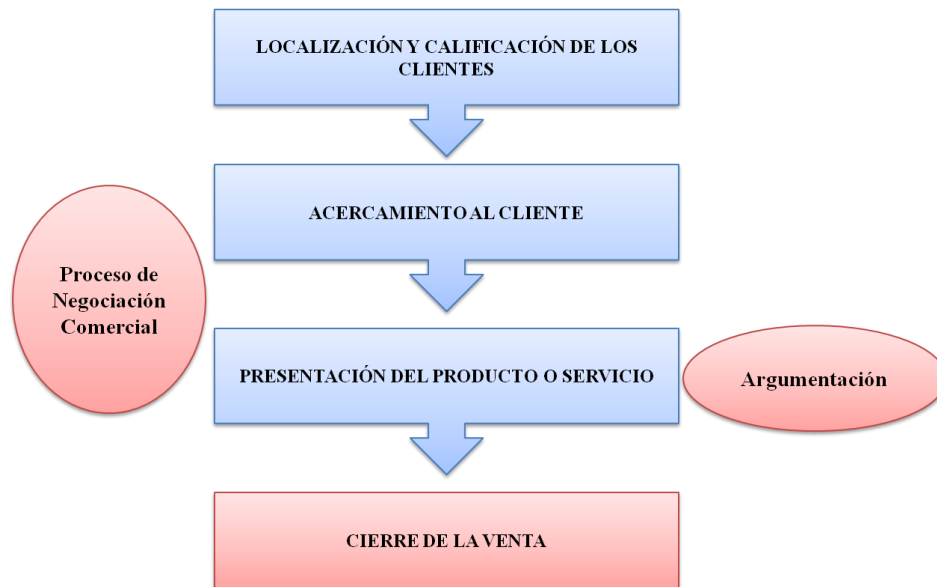 LOCALIZACIÓN Y CALIFICACIÓN DE LOS
CLIENTES
ACERCAMIENTO AL CLIENTE
Proceso de
Negociación
Comercial
PRESENTACIÓN DEL PRODUCTO O SERVICIO
Argumentación
CIERRE DE LA VENTA